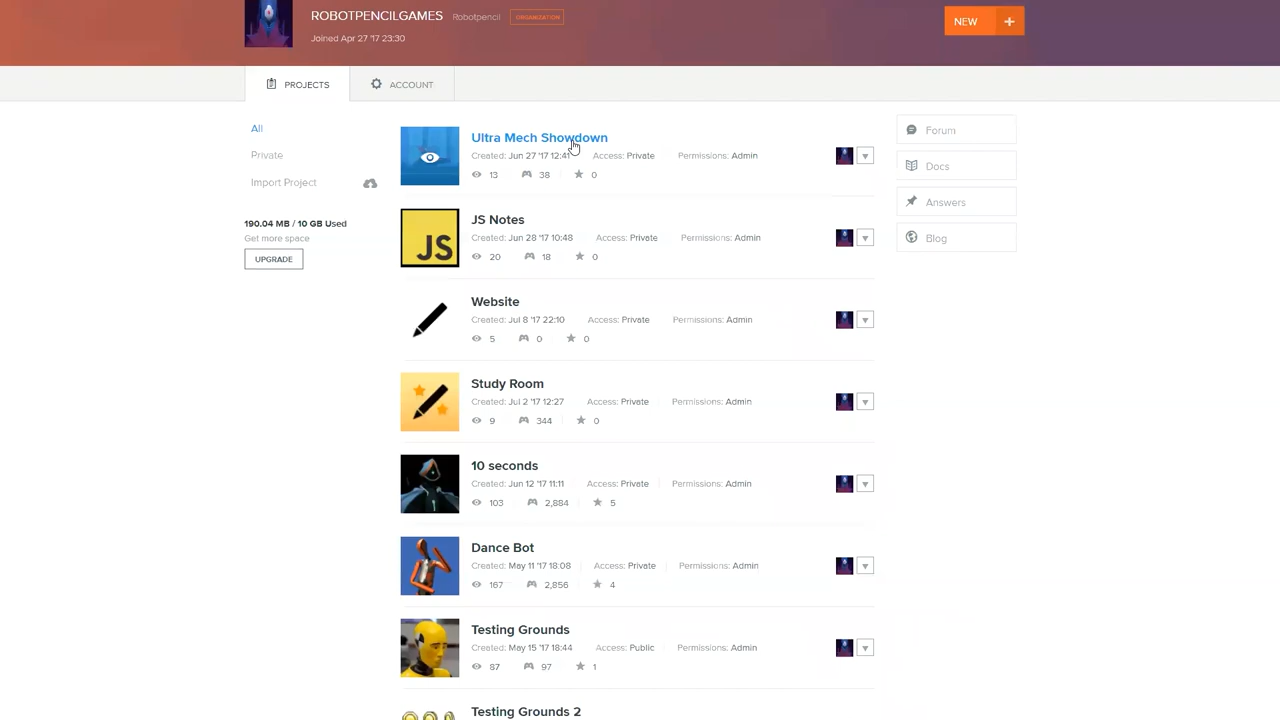 ROBOTPENCILGAMES Robotpencil ORGANIZATION
Joined Apr 27 '17 23:30
NEW +
PROJECTS ACCOUNT
All
Private
Import Project
190.04 MB / 10 GB Used
Get more space
UPGRADE
Ultra Mech Showdown
Created: Jun 27 '17 12:41 Access: Private Permissions: Admin
13 38 0
JS
JS Notes
Created: Jun 28 '17 10:48 Access: Private Permissions: Admin
20 18 0
Website
Created: Jul 8 '17 22:10 Access: Private Permissions: Admin
5 0 0
Study Room
Created: Jul 2 '17 12:27 Access: Private Permissions: Admin
9 344 0
10 seconds
Created: Jun 12 '17 11:11 Access: Private Permissions: Admin
103 2,884 5
Dance Bot
Created: May 11 '17 18:08 Access: Private Permissions: Admin
167 2,856 4
Testing Grounds
Created: May 15 '17 18:44 Access: Public Permissions: Admin
87 97 1
Testing Grounds 2
Forum
Docs
Answers
Blog